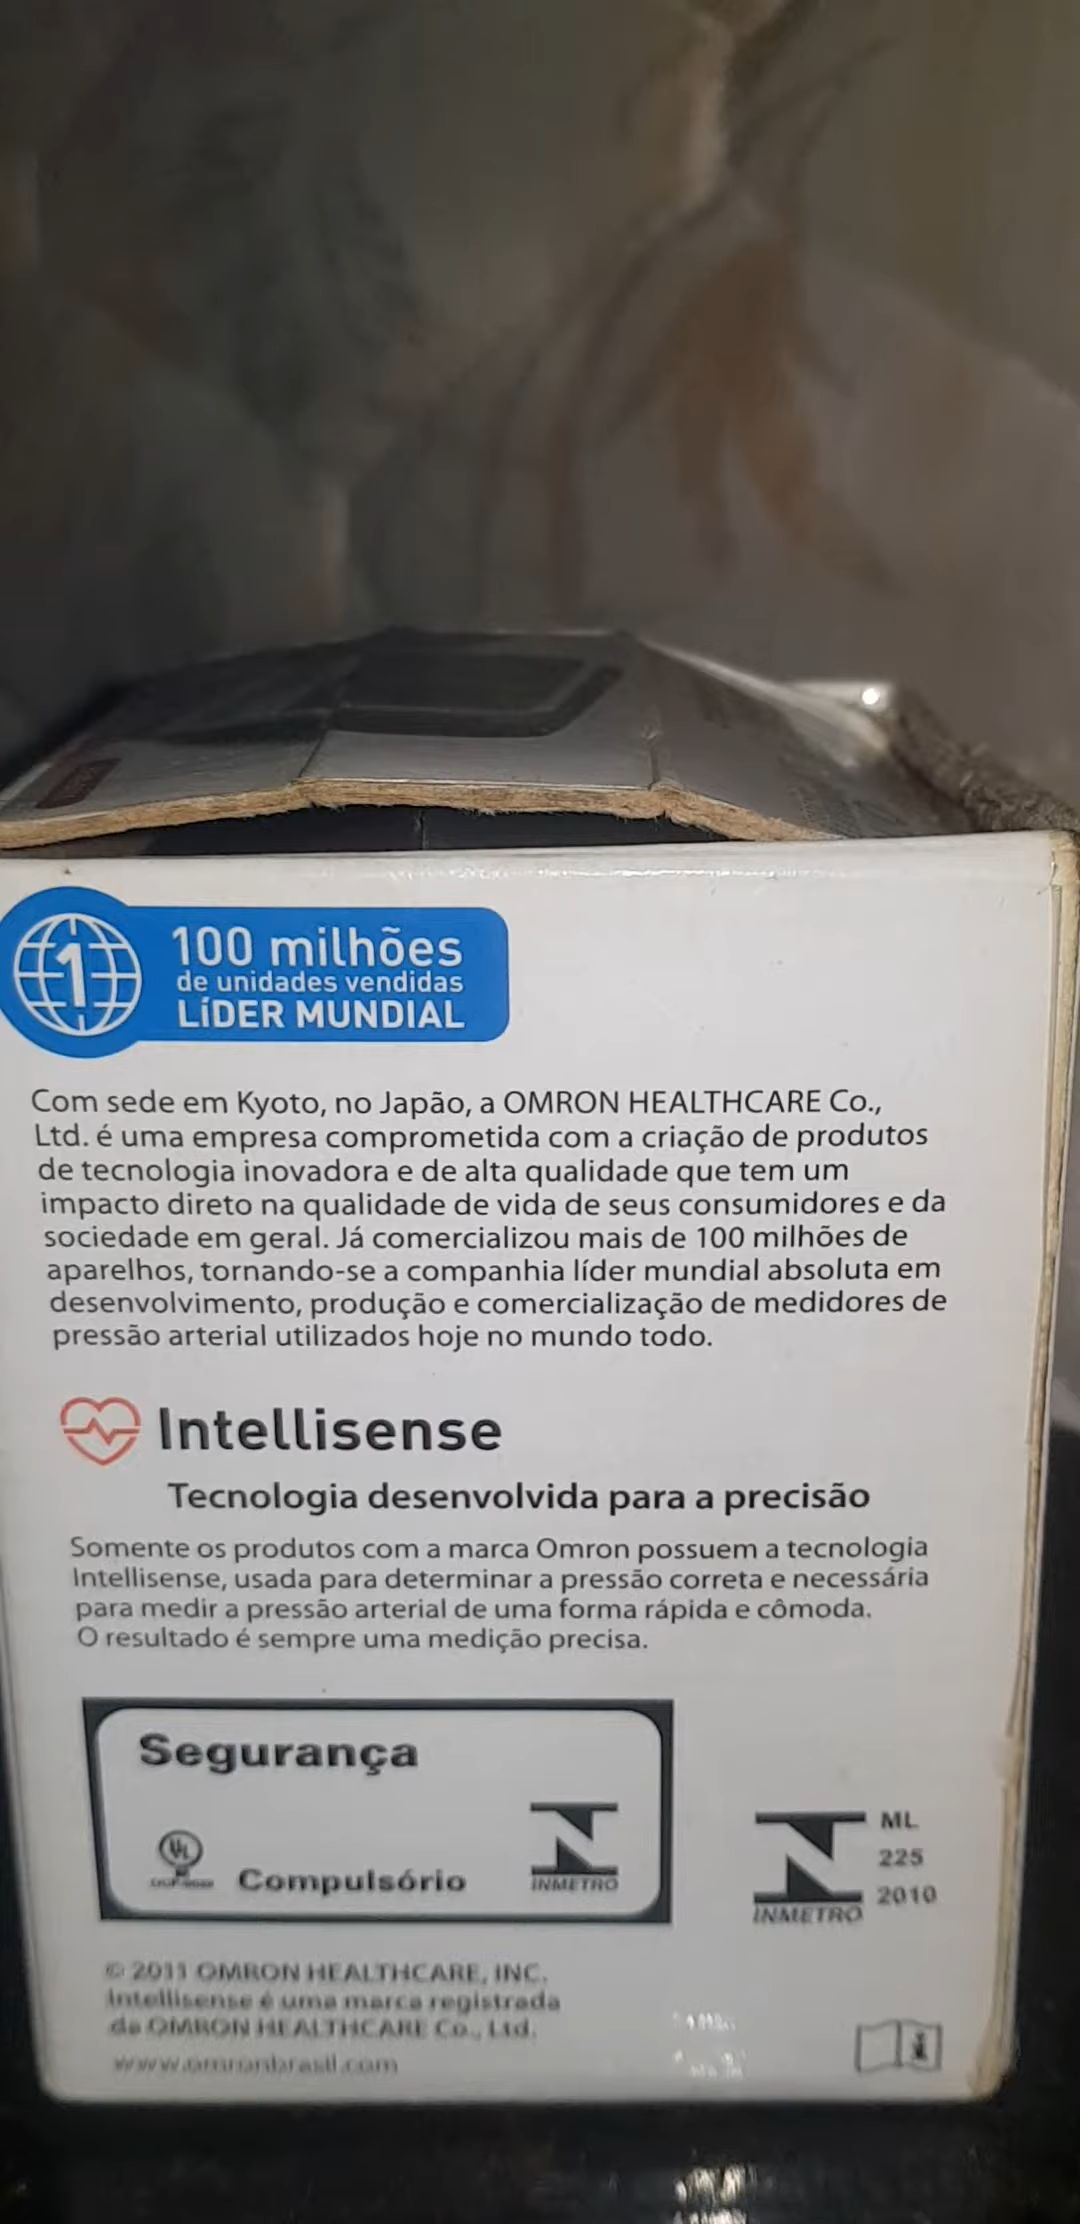 1
100 milhões
de unidades vendidas
LÍDER MUNDIAL
Com sede em Kyoto, no Japão, a OMRON HEALTHCARE Co.,
Ltd. é uma empresa comprometida com a criação de produtos
de tecnologia inovadora e de alta qualidade que tem um
impacto direto na qualidade de vida de seus consumidores e da
sociedade em geral. Já comercializou mais de 100 milhões de
aparelhos, tornando-se a companhia líder mundial absoluta em
desenvolvimento, produção e comercialização de medidores de
pressão arterial utilizados hoje no mundo todo.
Intellisense
Tecnologia desenvolvida para a precisão
Somente os produtos com a marca Omron possuem a tecnologia
Intellisense, usada para determinar a pressão correta e necessária
para medir a pressão arterial de uma forma rápida e cômoda.
O resultado é sempre uma medição precisa.
Segurança
UL
Compulsório
INMETRO
ML
225
2010
INMETRO
© 2011 OMRON HEALTHCARE, INC.
Intellisense é uma marca registrada
da OMRON HEALTHCARE Co., Ltd.
www.omronbrasil.com
i